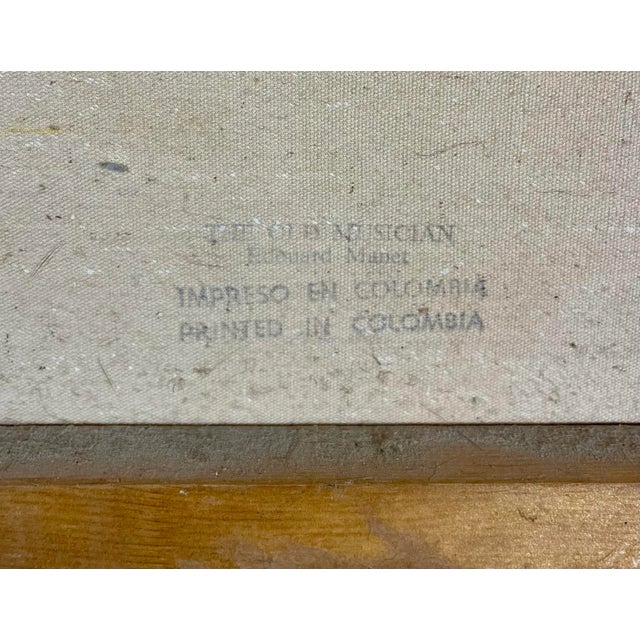 THE OLD MUSICIAN
Edouard Manet
IMPRESO EN COLOMBIA
PRINTED IN COLOMBIA